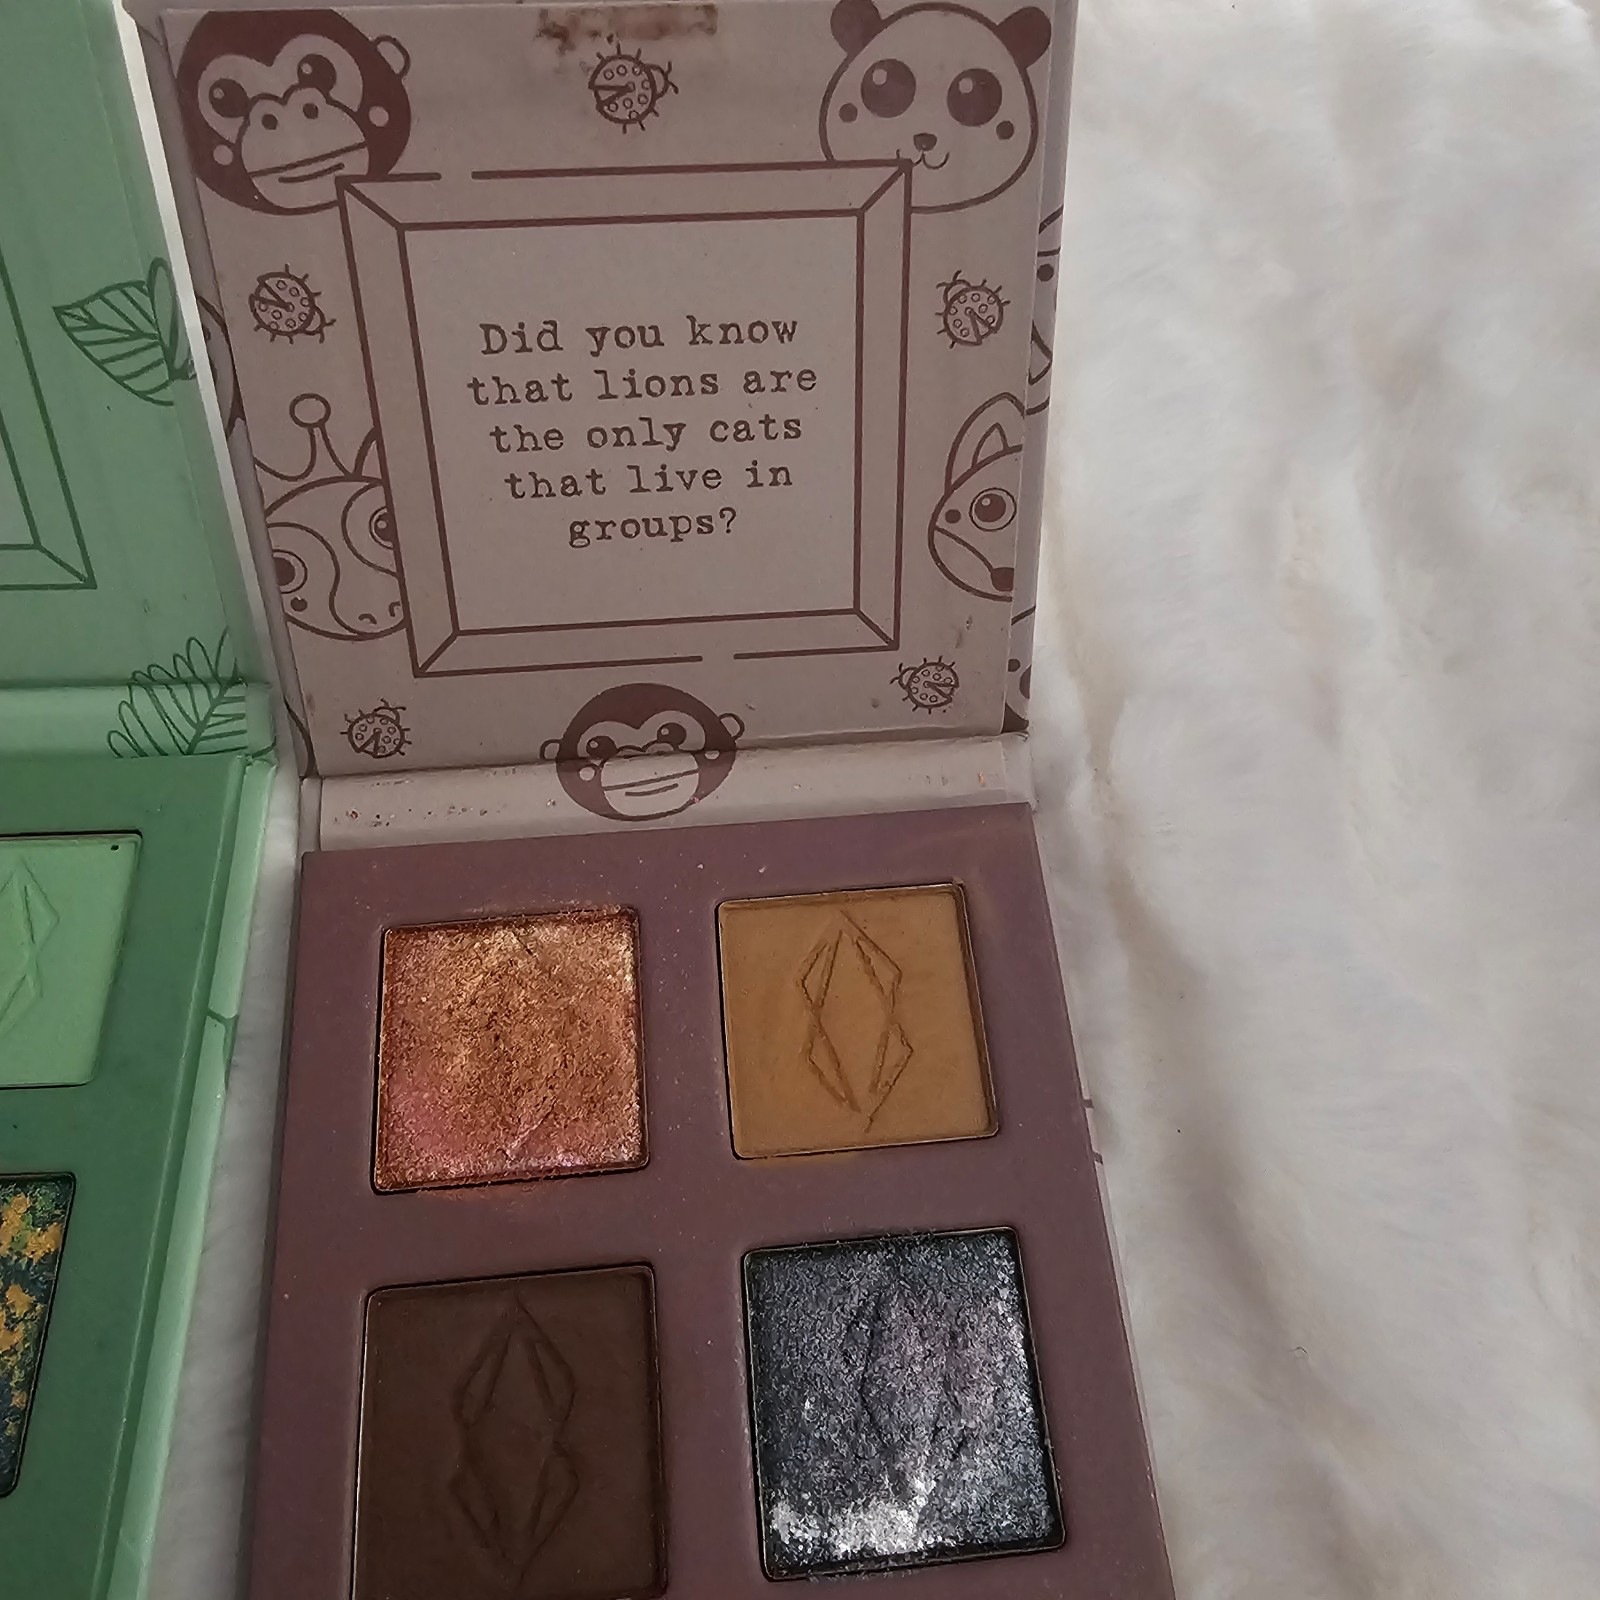 Did you know
that lions are
the only cats
that live in
groups?